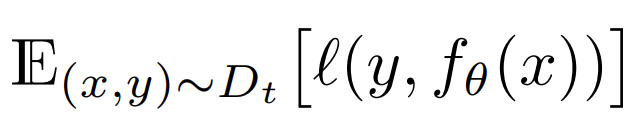 𝔼_{(x,y)∼D_t} [ℓ(y, f_θ(x))]